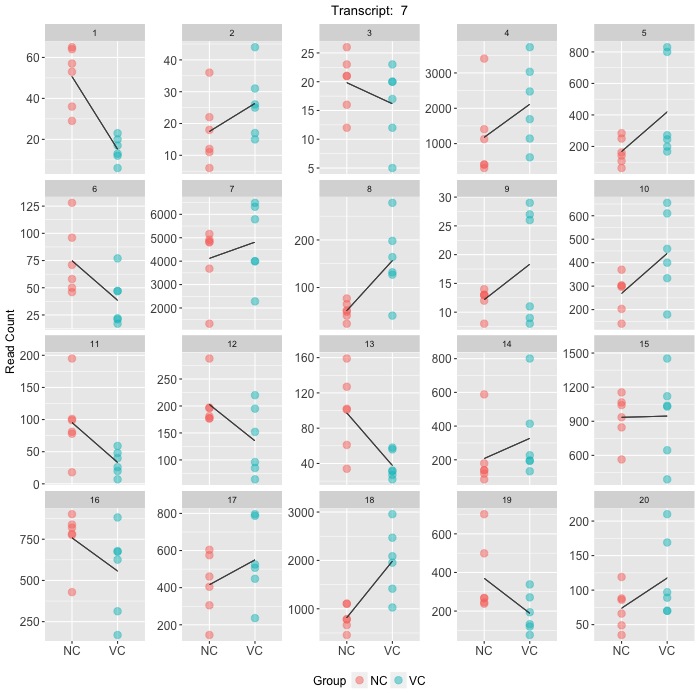 Transcript: 7
1 2 3 4 5
60 40 20
40 30 20 10
25 20 15 10 5
3000 2000 1000
800 600 400 200
6 7 8 9 10
125 100 75 50 25
6000 5000 4000 3000 2000
200 100
30 25 20 15 10
600 500 400 300 200
Read Count
11 12 13 14 15
200 150 100 50 0
250 200 150 100
160 120 80 40
800 600 400 200
1500 1200 900 600
16 17 18 19 20
750 500 250
800 600 400 200
3000 2000 1000
600 400 200
200 150 100 50
NC VC NC VC NC VC NC VC NC VC
Group NC VC